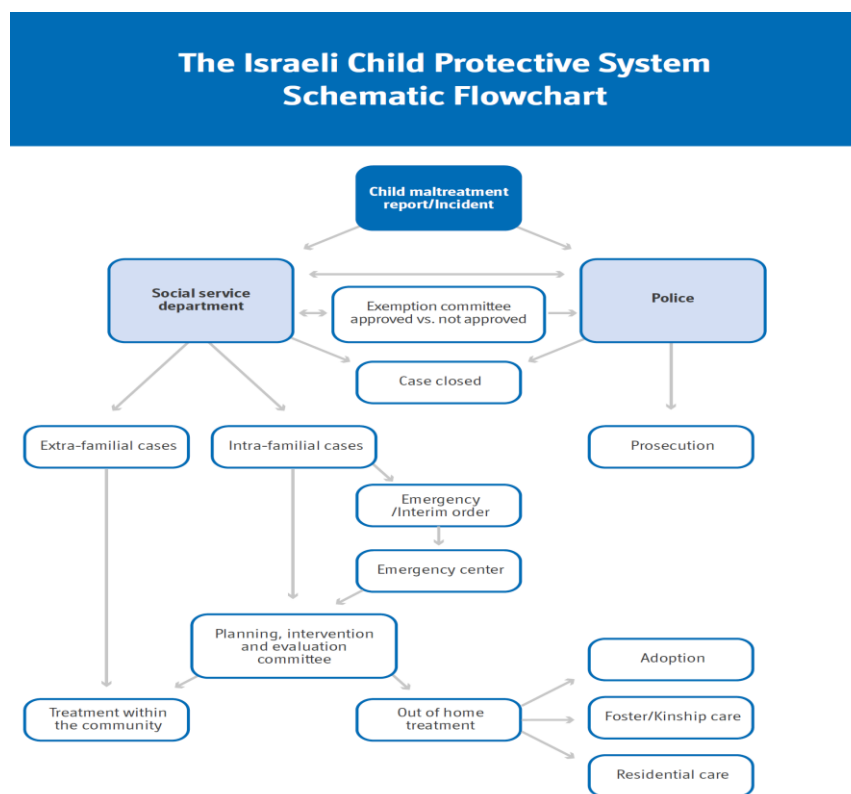 The Israeli Child Protective System
Schematic Flowchart
Child maltreatment
report/Incident
Social service
department
Exemption committee
approved vs. not approved
Police
Case closed
Extra-familial cases
Intra-familial cases
Prosecution
Emergency
/Interim order
Emergency center
Planning, intervention
and evaluation
committee
Adoption
Treatment within
the community
Out of home
treatment
Foster/Kinship care
Residential care